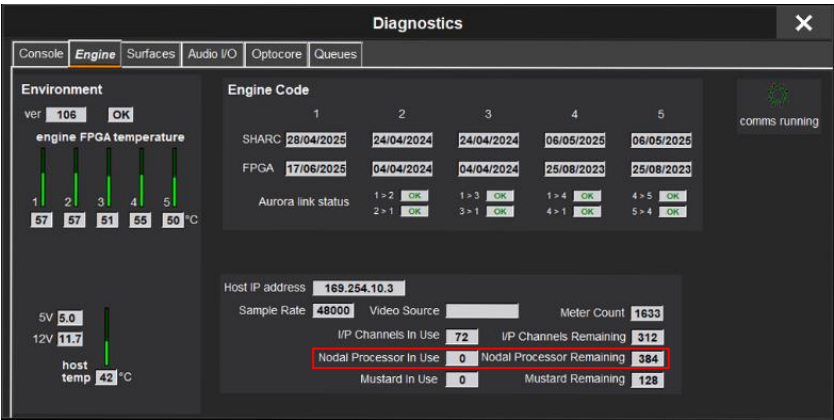 Diagnostics
Console Engine Surfaces Audio I/O Optocore Queues
Environment
ver 106 OK
engine FPGA temperature
1 2 3 4 5
57 57 51 55 50 °C
5V 5.0
12V 11.7
host
temp 42 °C
Engine Code
1 2 3 4 5
SHARC 28/04/2025 24/04/2024 24/04/2024 06/05/2025 06/05/2025
FPGA 17/06/2025 04/04/2024 04/04/2024 25/08/2023 25/08/2023
Aurora link status
1 > 2 OK 1 > 3 OK 1 > 4 OK 4 > 5 OK
2 > 1 OK 3 > 1 OK 4 > 1 OK 5 > 4 OK
comms running
Host IP address 169.254.10.3
Sample Rate 48000 Video Source Meter Count 1633
I/P Channels In Use 72 I/P Channels Remaining 312
Nodal Processor In Use 0 Nodal Processor Remaining 384
Mustard In Use 0 Mustard Remaining 128